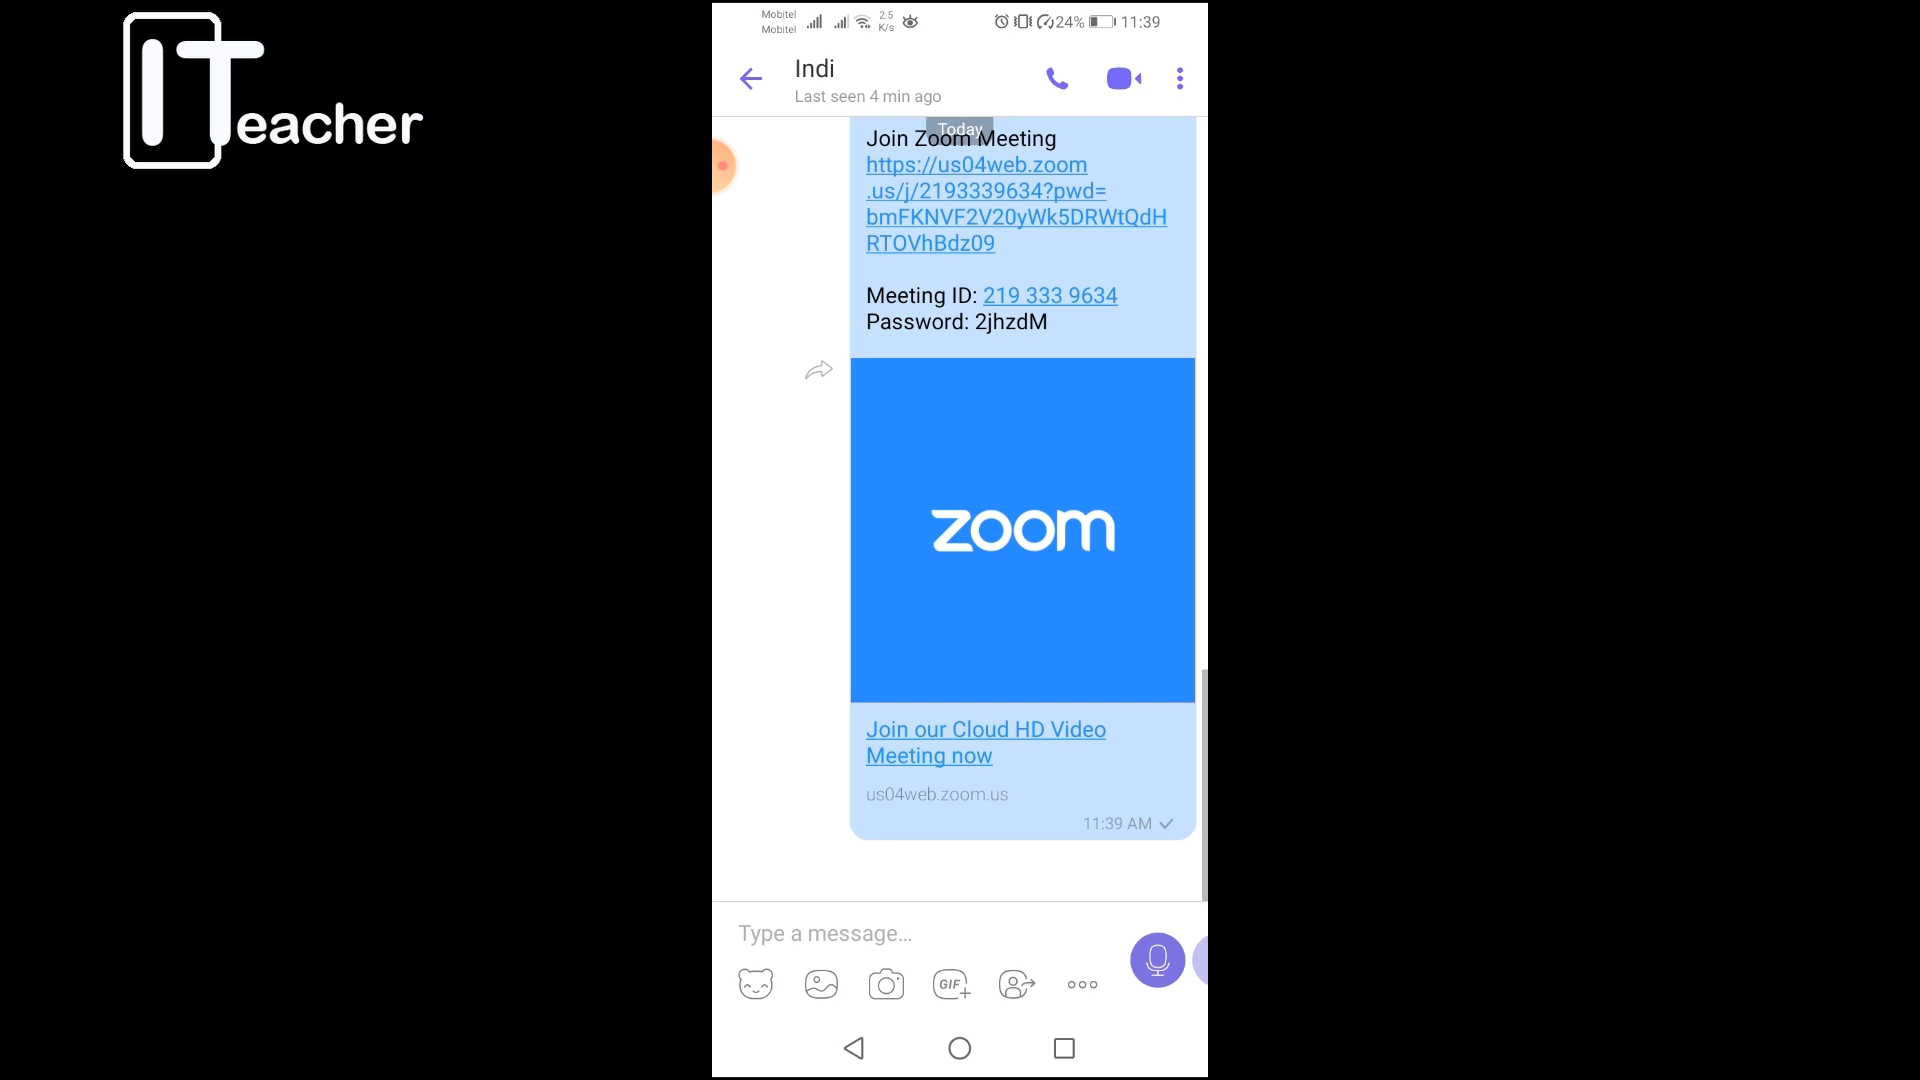 ITeacher
Mobitel
Mobitel
2.5
K/s
24%
11:39
Indi
Last seen 4 min ago
Today
Join Zoom Meeting
https://us04web.zoom
.us/j/2193339634?pwd=
bmFKNVF2V20yWk5DRWtQdH
RTOVhBdz09
Meeting ID: 219 333 9634
Password: 2jhzdM
zoom
Join our Cloud HD Video
Meeting now
us04web.zoom.us
11:39 AM
Type a message...
GIF